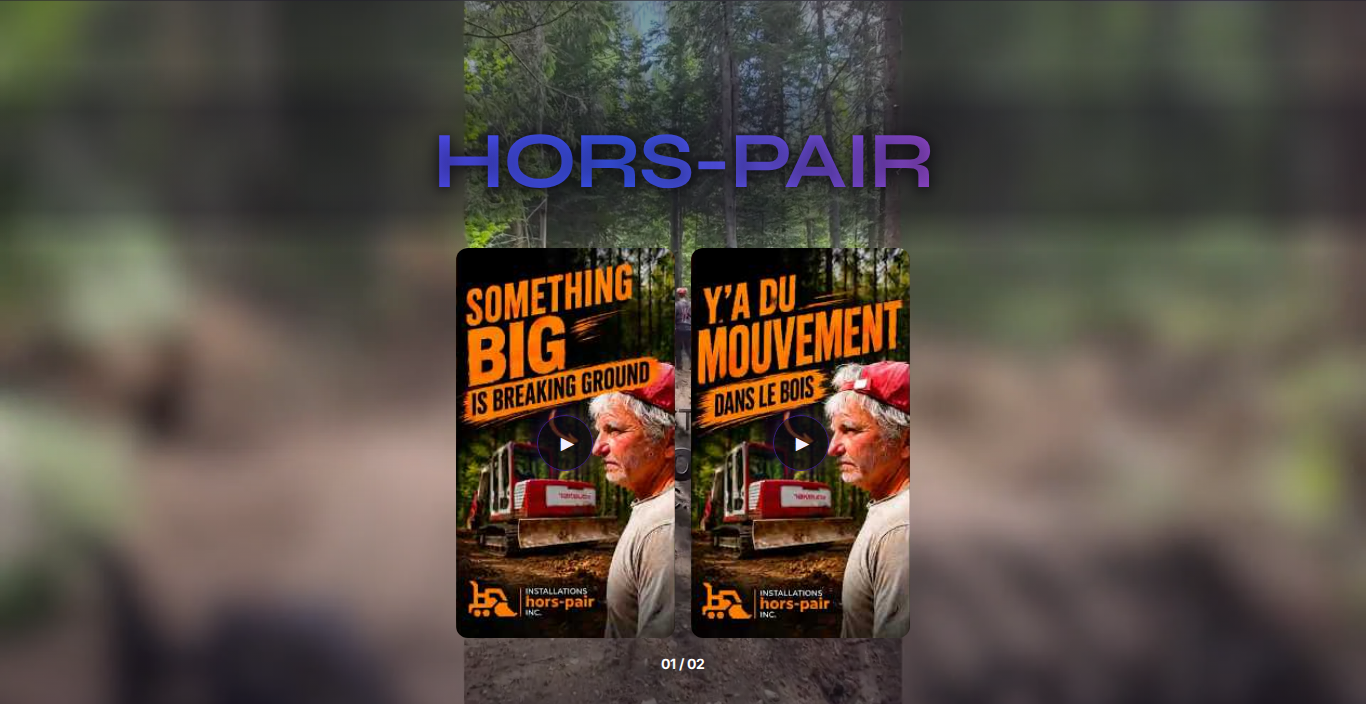 HORS-PAIR
SOMETHING
BIG
IS BREAKING GROUND
INSTALLATIONS
hors-pair
INC.
Y'A DU
MOUVEMENT
DANS LE BOIS
INSTALLATIONS
hors-pair
INC.
01 / 02